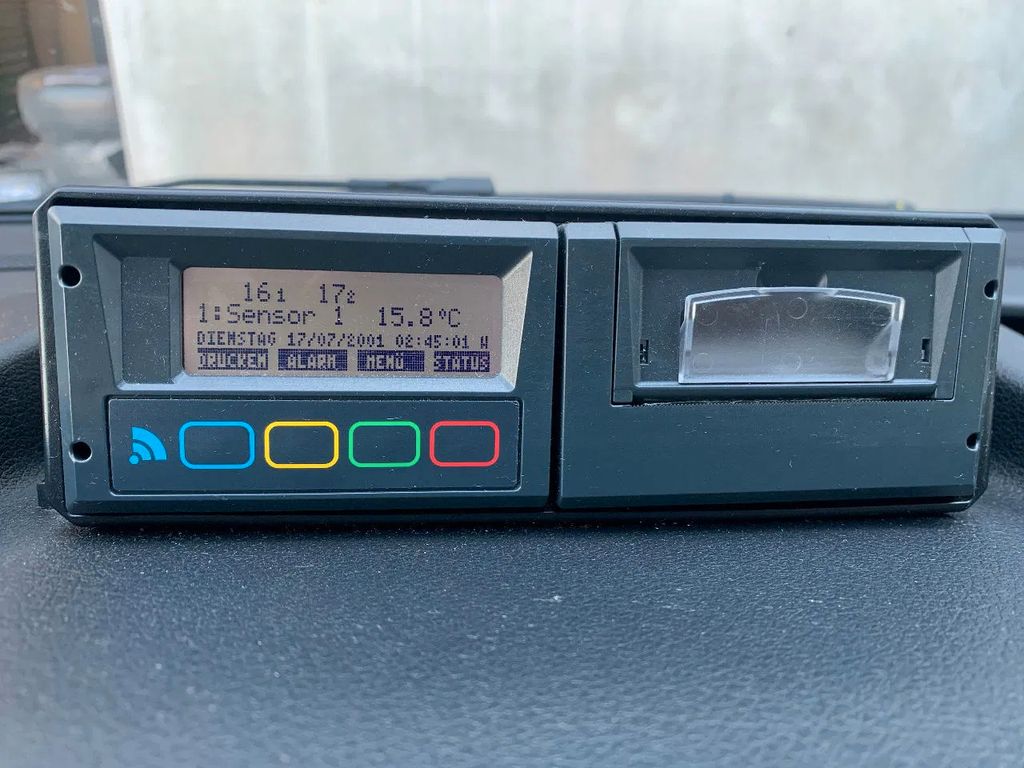 16₁ 17₂
1:Sensor 1 15.8°C
DIENSTAG 17/07/2001 02:45:01 W
DRUCKEN ALARM MENÜ STATUS